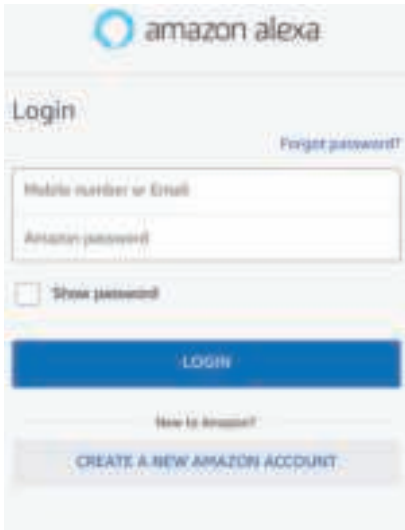 amazon alexa
Login
Forgot password?
Mobile number or Email
Amazon password
Show password
LOGIN
New to Amazon?
CREATE A NEW AMAZON ACCOUNT